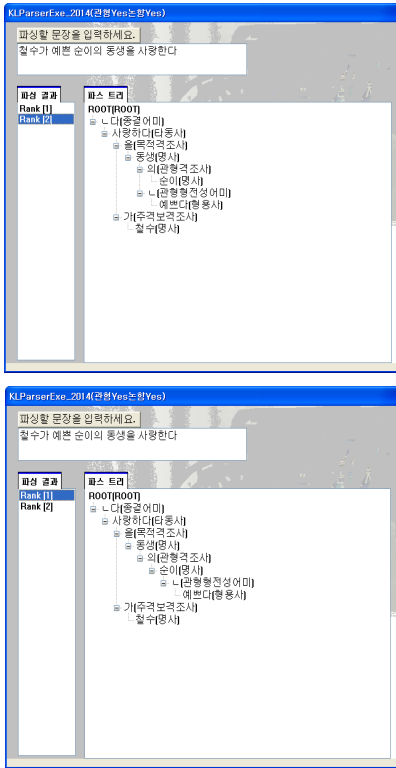 KLParserExe_2014(관형Yes논항Yes)
파싱할 문장을 입력하세요.
철수가 예쁜 순이의 동생을 사랑한다
파싱 결과
파스 트리
Rank [1]
Rank [2]
ROOT[ROOT]
ㄴ다[종결어미]
사랑하다[타동사]
을[목적격조사]
동생[명사]
의[관형격조사]
순이[명사]
ㄴ[관형형전성어미]
예쁘다[형용사]
가[주격보격조사]
철수[명사]
KLParserExe_2014(관형Yes논항Yes)
파싱할 문장을 입력하세요.
철수가 예쁜 순이의 동생을 사랑한다
파싱 결과
파스 트리
Rank [1]
Rank [2]
ROOT[ROOT]
ㄴ다[종결어미]
사랑하다[타동사]
을[목적격조사]
동생[명사]
의[관형격조사]
순이[명사]
ㄴ[관형형전성어미]
예쁘다[형용사]
가[주격보격조사]
철수[명사]